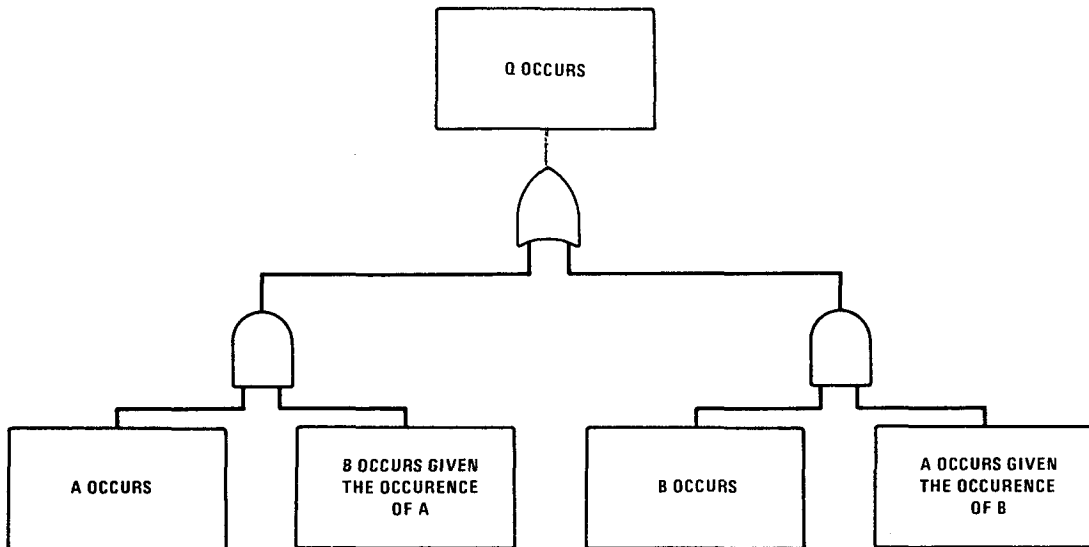 Q OCCURS
A OCCURS
B OCCURS GIVEN
THE OCCURENCE
OF A
B OCCURS
A OCCURS GIVEN
THE OCCURENCE
OF B